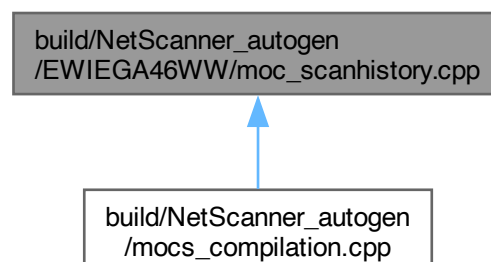 build/NetScanner_autogen
/EWIEGA46WW/moc_scanhistory.cpp
build/NetScanner_autogen
/mocs_compilation.cpp